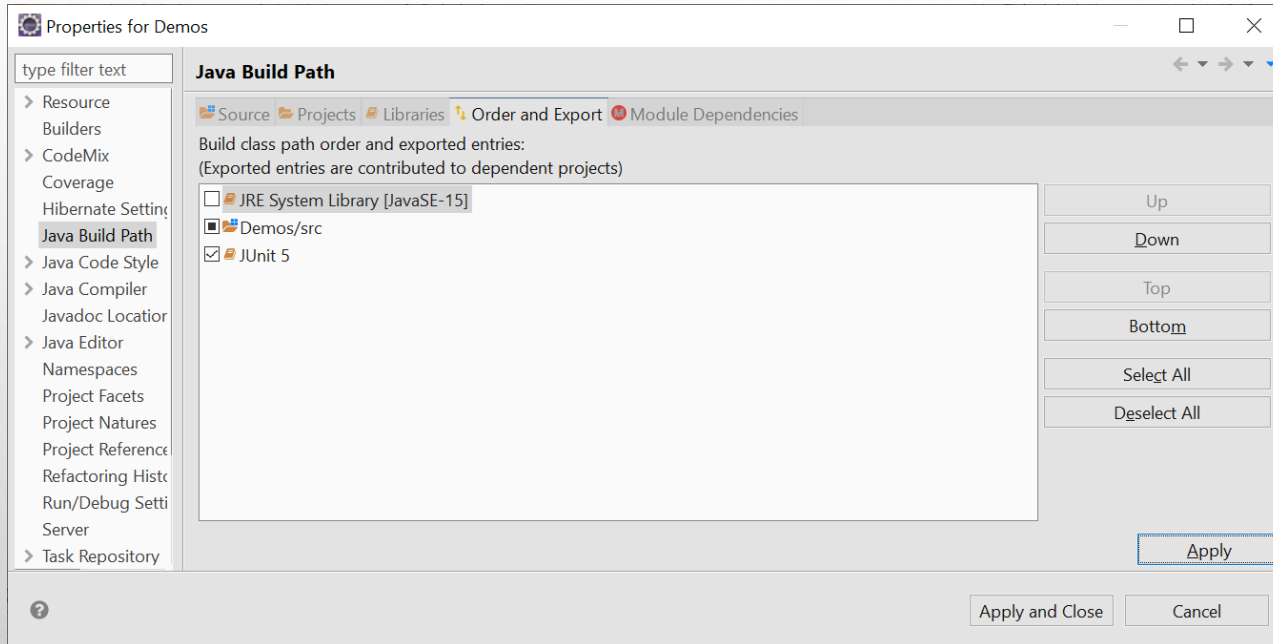 Properties for Demos
type filter text
Resource
Builders
CodeMix
Coverage
Hibernate Setting
Java Build Path
Java Code Style
Java Compiler
Javadoc Location
Java Editor
Namespaces
Project Facets
Project Natures
Project Reference
Refactoring Histo
Run/Debug Setti
Server
Task Repository
Java Build Path
Source Projects Libraries Order and Export M Module Dependencies
Build class path order and exported entries:
(Exported entries are contributed to dependent projects)
JRE System Library [JavaSE-15]
Demos/src
JUnit 5
Up
Down
Top
Bottom
Select All
Deselect All
Apply
? Apply and Close Cancel